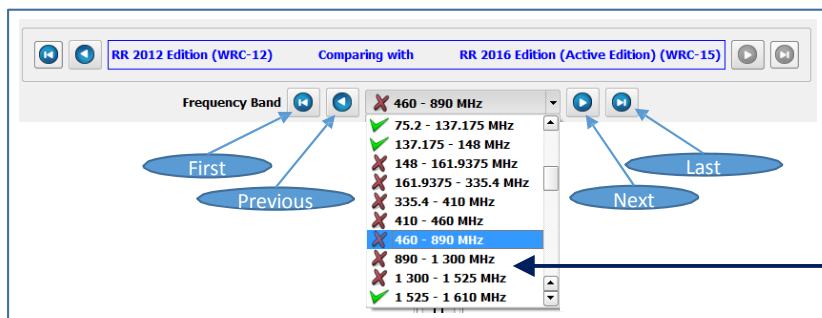 RR 2012 Edition (WRC-12) Comparing with RR 2016 Edition (Active Edition) (WRC-15)
Frequency Band 460 - 890 MHz
75.2 - 137.175 MHz
137.175 - 148 MHz
148 - 161.9375 MHz
161.9375 - 335.4 MHz
335.4 - 410 MHz
410 - 460 MHz
460 - 890 MHz
890 - 1 300 MHz
1 300 - 1 525 MHz
1 525 - 1 610 MHz
First
Previous
Last
Next